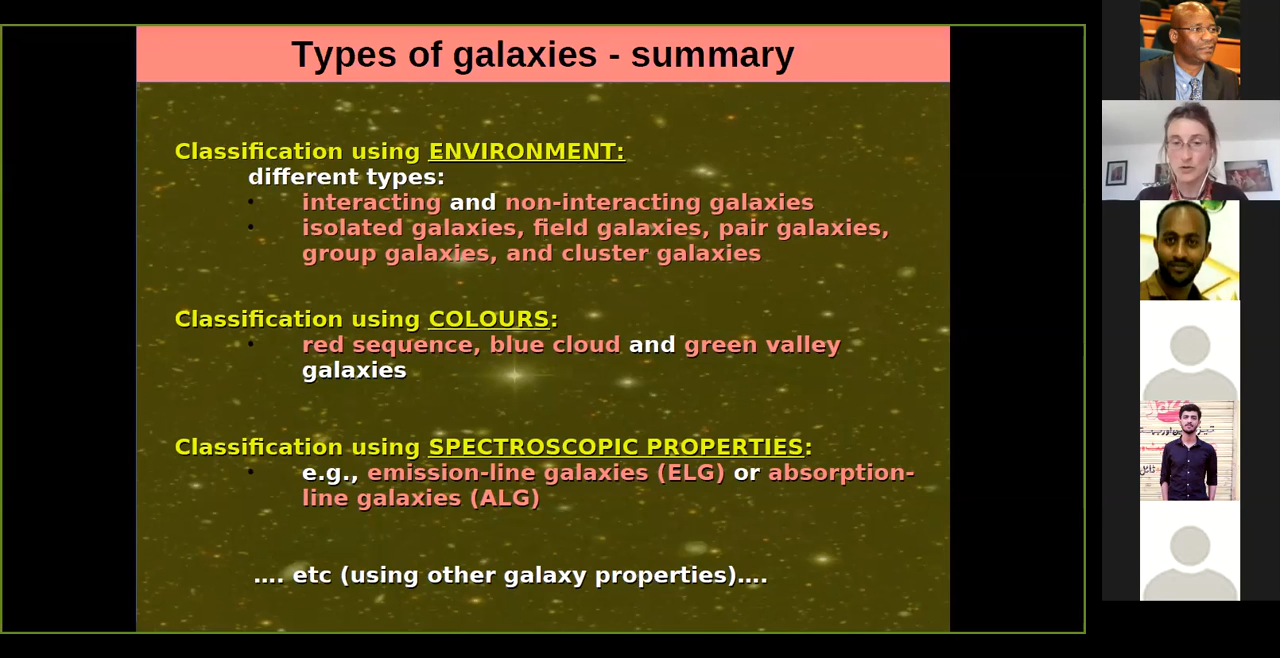 Types of galaxies - summary
Classification using ENVIRONMENT:
different types:
• interacting and non-interacting galaxies
• isolated galaxies, field galaxies, pair galaxies,
group galaxies, and cluster galaxies
Classification using COLOURS:
• red sequence, blue cloud and green valley
galaxies
Classification using SPECTROSCOPIC PROPERTIES:
• e.g., emission-line galaxies (ELG) or absorption-
line galaxies (ALG)
…. etc (using other galaxy properties)….